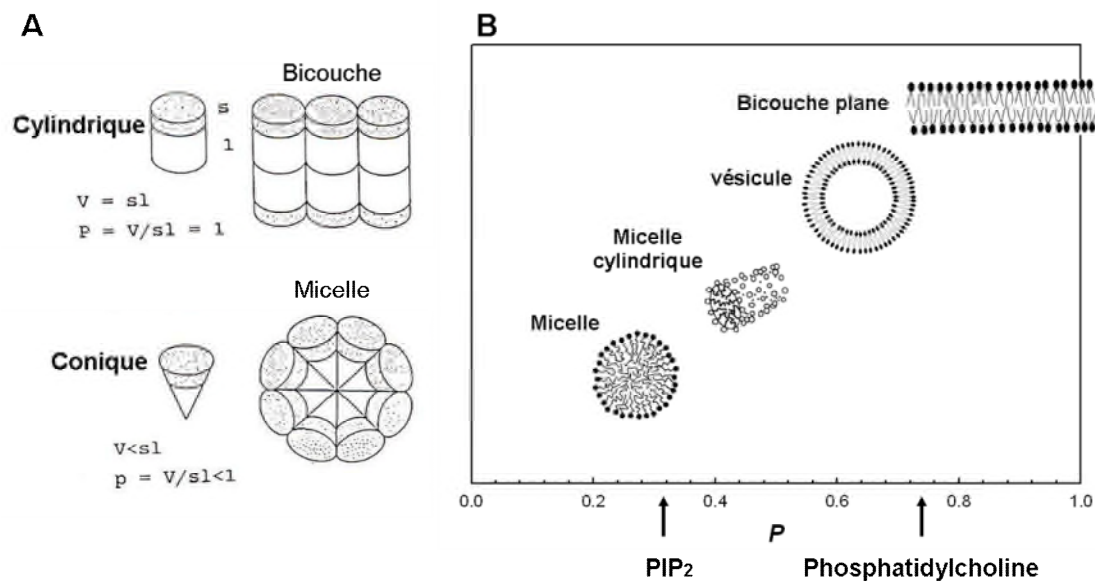 A
Bicouche
Cylindrique
s
l
V = sl
p = V/sl = 1
Micelle
Conique
V<sl
p = V/sl<1
B
Bicouche plane
vésicule
Micelle
cylindrique
Micelle
0.0 0.2 0.4 0.6 0.8 1.0
P
PIP₂ Phosphatidylcholine